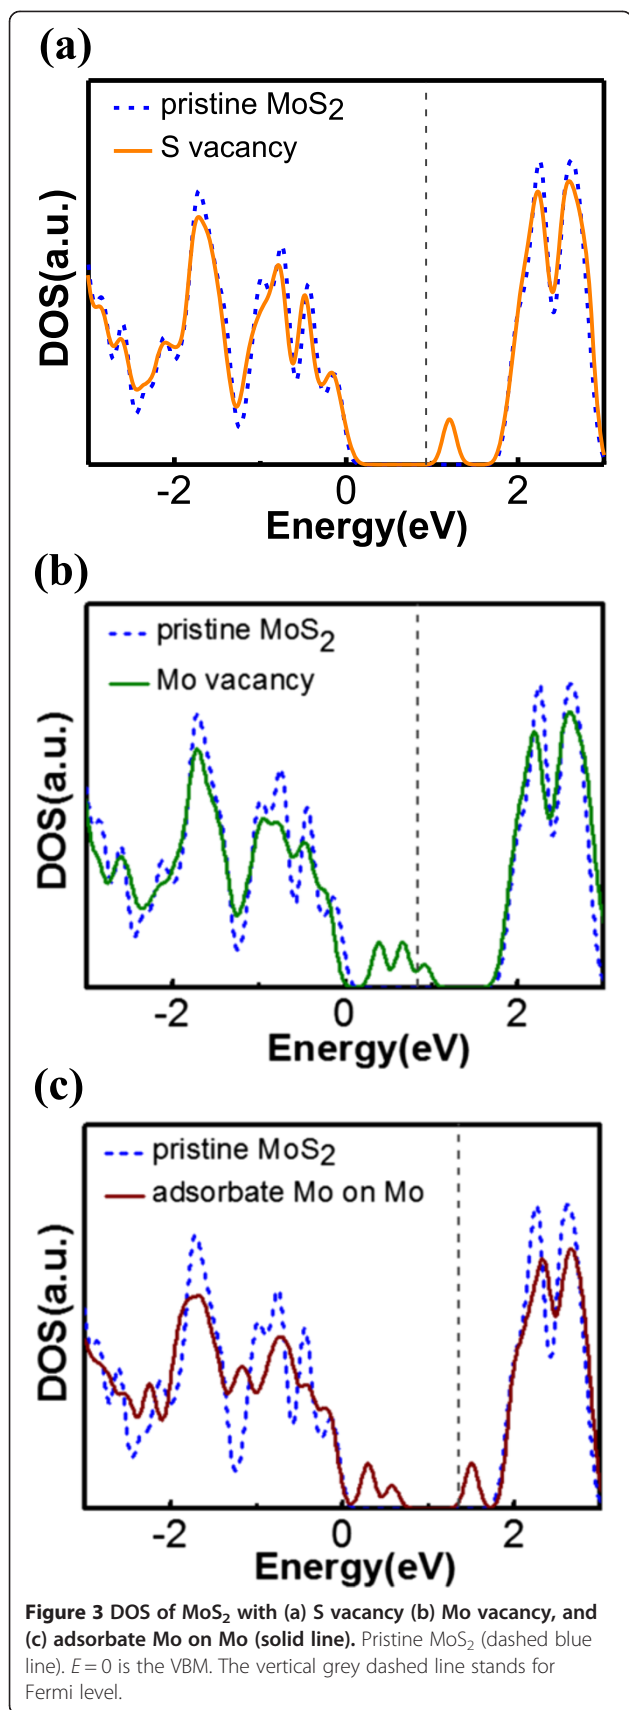 (a)
pristine MoS2
S vacancy
DOS(a.u.)
-2 0 2
Energy(eV)
(b)
pristine MoS2
Mo vacancy
DOS(a.u.)
-2 0 2
Energy(eV)
(c)
pristine MoS2
adsorbate Mo on Mo
DOS(a.u.)
-2 0 2
Energy(eV)
Figure 3 DOS of MoS2 with (a) S vacancy (b) Mo vacancy, and
(c) adsorbate Mo on Mo (solid line). Pristine MoS2 (dashed blue
line). E = 0 is the VBM. The vertical grey dashed line stands for
Fermi level.